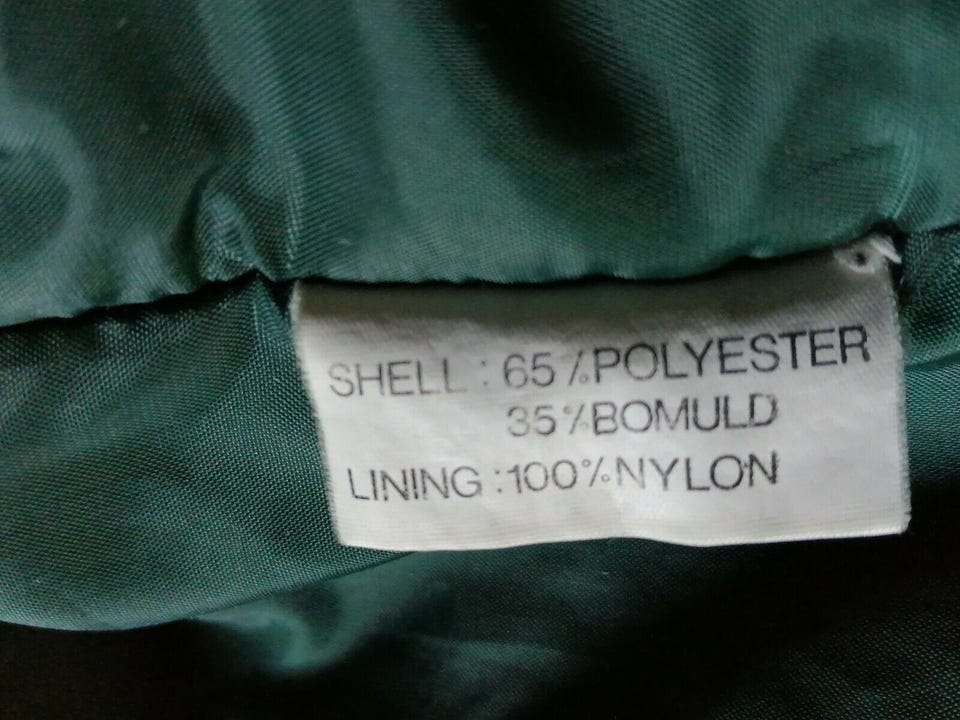 SHELL : 65%POLYESTER
35%BOMULD
LINING :100%NYLON